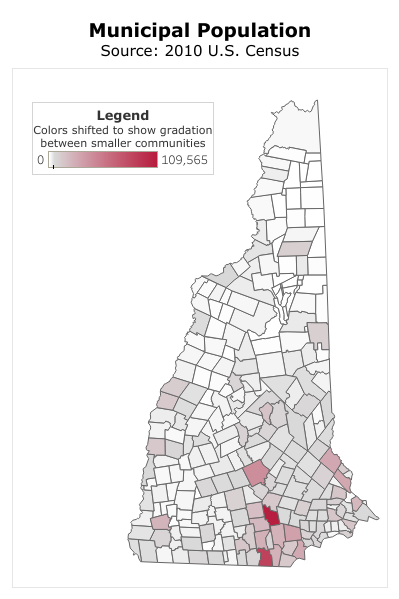 Municipal Population
Source: 2010 U.S. Census
Legend
Colors shifted to show gradation
between smaller communities
0 109,565